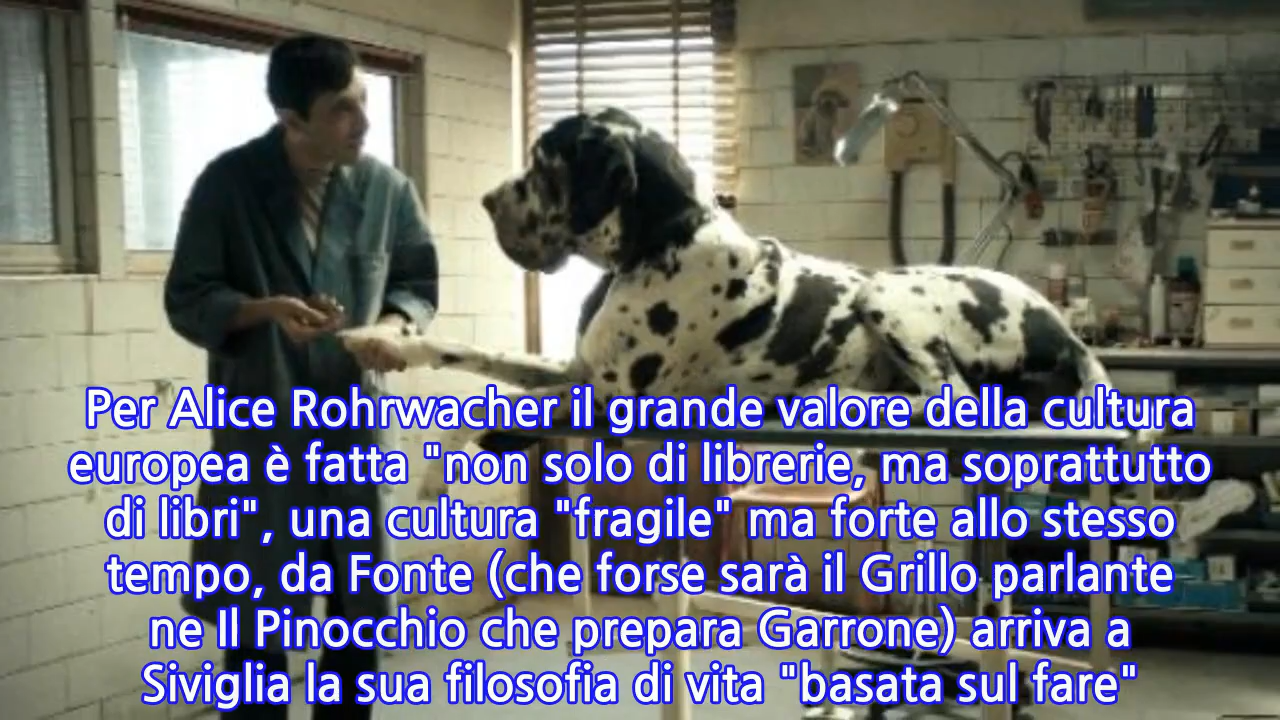 Per Alice Rohrwacher il grande valore della cultura
europea è fatta "non solo di librerie, ma soprattutto
di libri", una cultura "fragile" ma forte allo stesso
tempo, da Fonte (che forse sarà il Grillo parlante
ne Il Pinocchio che prepara Garrone) arriva a
Siviglia la sua filosofia di vita "basata sul fare"